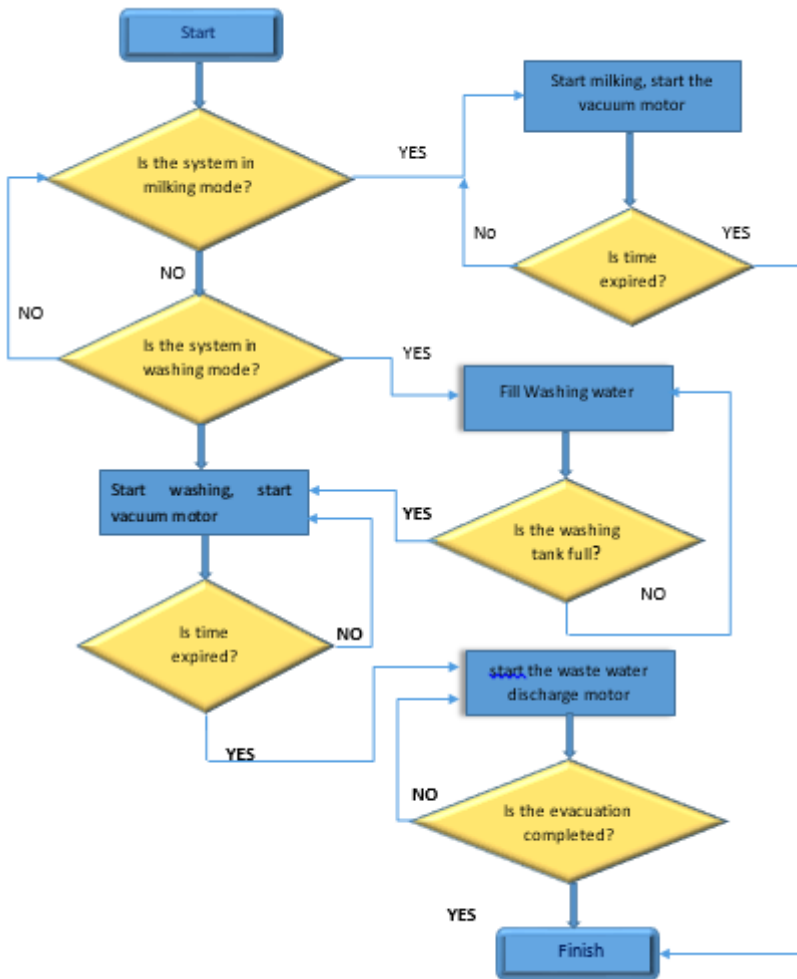 Start
Start milking, start the
vacuum motor
Is the system in
milking mode?
YES
No
YES
Is time
expired?
NO
NO
Is the system in
washing mode?
YES
Fill Washing water
Start washing, start
vacuum motor
YES
Is the washing
tank full?
NO
Is time
expired?
NO
start the waste water
discharge motor
YES
NO
Is the evacuation
completed?
YES
Finish